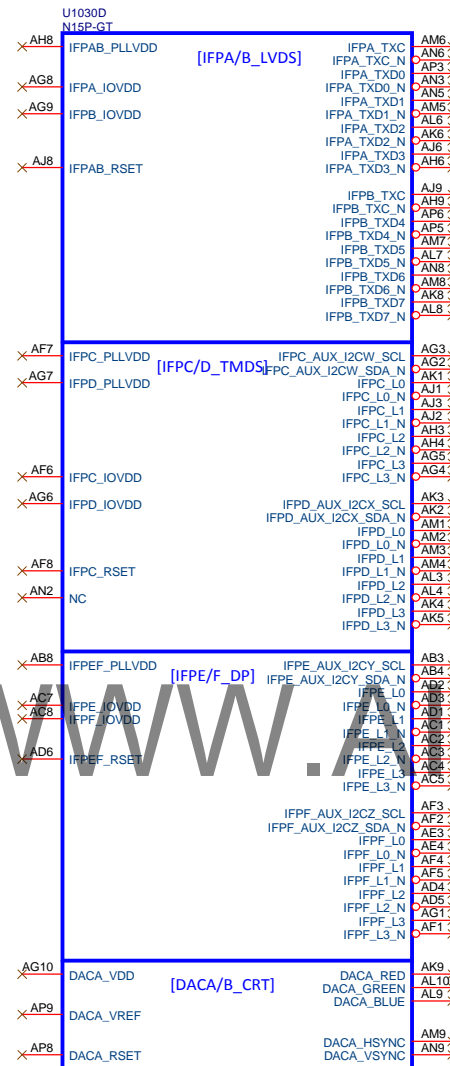 U1030D
N15P-GT
[IFPA/B_LVDS]
AH8 IFPAB_PLLVDD IFPA_TXC AM6
IFPA_TXC_N AN6
IFPA_TXD0 AP3
AG8 IFPA_IOVDD IFPA_TXD0_N AN3
IFPA_TXD1 AN5
AG9 IFPB_IOVDD IFPA_TXD1_N AM5
IFPA_TXD2 AL6
IFPA_TXD2_N AK6
IFPA_TXD3 AJ6
AJ8 IFPAB_RSET IFPA_TXD3_N AH6
IFPB_TXC AJ9
IFPB_TXC_N AH9
IFPB_TXD4 AP6
IFPB_TXD4_N AP5
IFPB_TXD5 AM7
IFPB_TXD5_N AL7
IFPB_TXD6 AN8
IFPB_TXD6_N AM8
IFPB_TXD7 AK8
IFPB_TXD7_N AL8
[IFPC/D_TMDS]
AF7 IFPC_PLLVDD IFPC_AUX_I2CW_SCL AG3
IFPC_AUX_I2CW_SDA_N AG2
AG7 IFPD_PLLVDD IFPC_L0 AK1
IFPC_L0_N AJ1
IFPC_L1 AJ3
IFPC_L1_N AJ2
IFPC_L2 AH3
IFPC_L2_N AH4
IFPC_L3 AG5
AF6 IFPC_IOVDD IFPC_L3_N AG4
AG6 IFPD_IOVDD IFPD_AUX_I2CX_SCL AK3
IFPD_AUX_I2CX_SDA_N AK2
IFPD_L0 AM1
IFPD_L0_N AM2
IFPD_L1 AM3
AF8 IFPC_RSET IFPD_L1_N AM4
IFPD_L2 AL3
AN2 NC IFPD_L2_N AL4
IFPD_L3 AK4
IFPD_L3_N AK5
[IFPE/F_DP]
AB8 IFPEF_PLLVDD IFPE_AUX_I2CY_SCL AB3
IFPE_AUX_I2CY_SDA_N AB4
IFPE_L0 AD2
AC7 IFPE_IOVDD IFPE_L0_N AD3
AC8 IFPF_IOVDD IFPE_L1 AD1
IFPE_L1_N AC1
IFPE_L2 AC2
AD6 IFPEF_RSET IFPE_L2_N AC3
IFPE_L3 AC4
IFPE_L3_N AC5
WWW.A
IFPF_AUX_I2CZ_SCL AF3
IFPF_AUX_I2CZ_SDA_N AF2
IFPF_L0 AE3
IFPF_L0_N AE4
IFPF_L1 AF4
IFPF_L1_N AF5
IFPF_L2 AD4
IFPF_L2_N AD5
IFPF_L3 AG1
IFPF_L3_N AF1
[DACA/B_CRT]
AG10 DACA_VDD DACA_RED AK9
DACA_GREEN AL10
DACA_BLUE AL9
AP9 DACA_VREF
DACA_HSYNC AM9
AP8 DACA_RSET DACA_VSYNC AN9